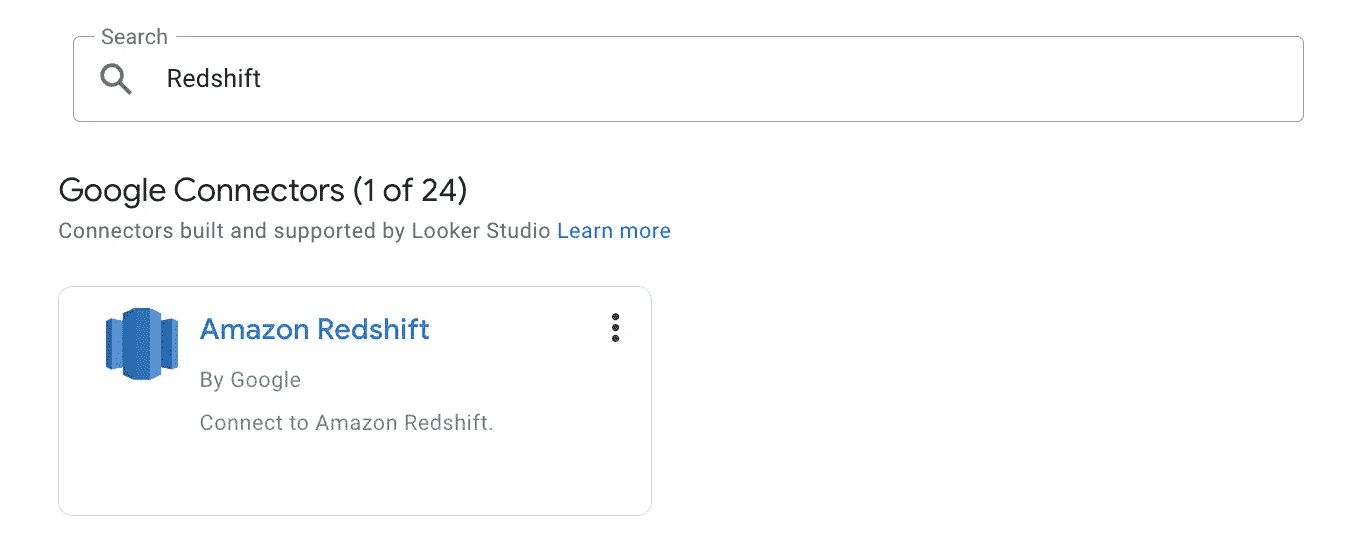 Search
Redshift
Google Connectors (1 of 24)
Connectors built and supported by Looker Studio Learn more
Amazon Redshift
By Google
Connect to Amazon Redshift.